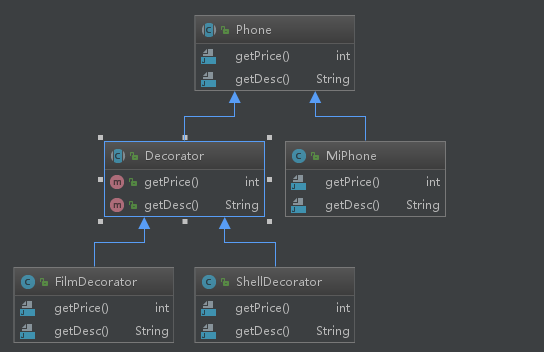 Phone
getPrice() int
getDesc() String
Decorator
getPrice() int
getDesc() String
MiPhone
getPrice() int
getDesc() String
FilmDecorator
getPrice() int
getDesc() String
ShellDecorator
getPrice() int
getDesc() String